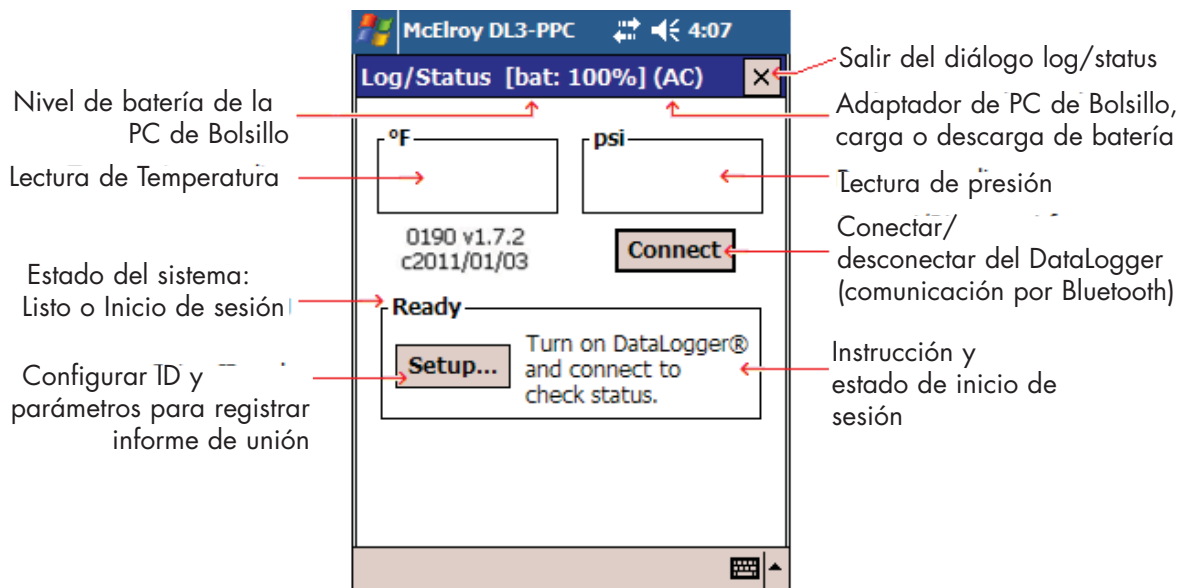 McElroy DL3-PPC 4:07
Log/Status [bat: 100%] (AC)
Salir del diálogo log/status
Nivel de batería de la
PC de Bolsillo
Adaptador de PC de Bolsillo,
carga o descarga de batería
°F
psi
Lectura de Temperatura
Lectura de presión
0190 v1.7.2
c2011/01/03
Connect
Conectar/
desconectar del DataLogger
(comunicación por Bluetooth)
Estado del sistema:
Listo o Inicio de sesión
Ready
Setup...
Turn on DataLogger®
and connect to
check status.
Configurar ID y
parámetros para registrar
informe de unión
Instrucción y
estado de inicio de
sesión